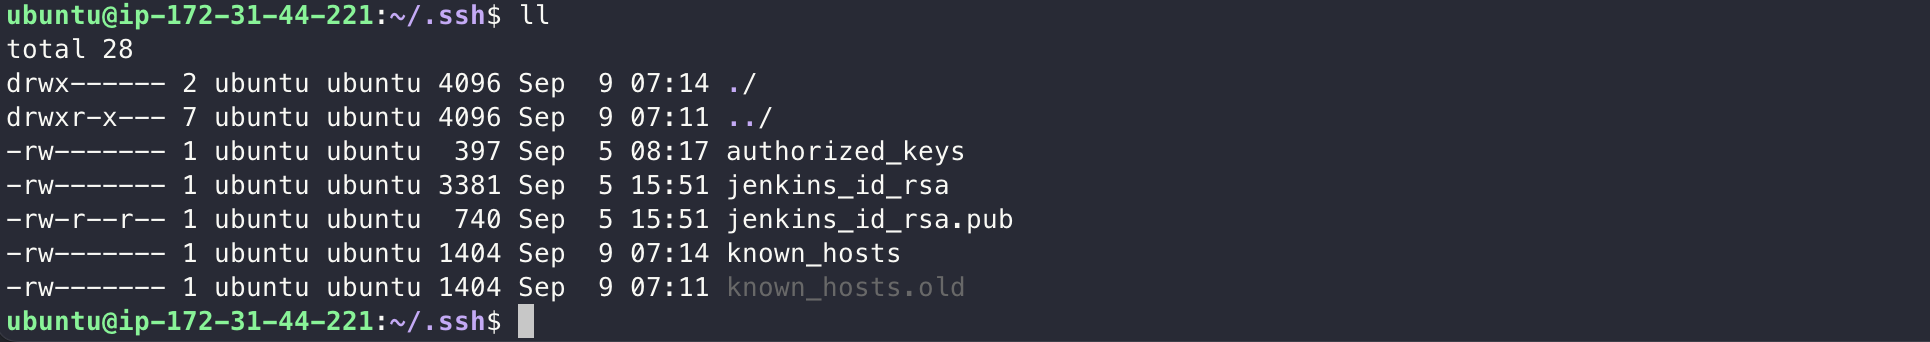 ubuntu@ip-172-31-44-221:~/.ssh$ ll
total 28
drwx------ 2 ubuntu ubuntu 4096 Sep  9 07:14 ./
drwxr-x--- 7 ubuntu ubuntu 4096 Sep  9 07:11 ../
-rw------- 1 ubuntu ubuntu  397 Sep  5 08:17 authorized_keys
-rw------- 1 ubuntu ubuntu 3381 Sep  5 15:51 jenkins_id_rsa
-rw-r--r-- 1 ubuntu ubuntu  740 Sep  5 15:51 jenkins_id_rsa.pub
-rw------- 1 ubuntu ubuntu 1404 Sep  9 07:14 known_hosts
-rw------- 1 ubuntu ubuntu 1404 Sep  9 07:11 known_hosts.old
ubuntu@ip-172-31-44-221:~/.ssh$